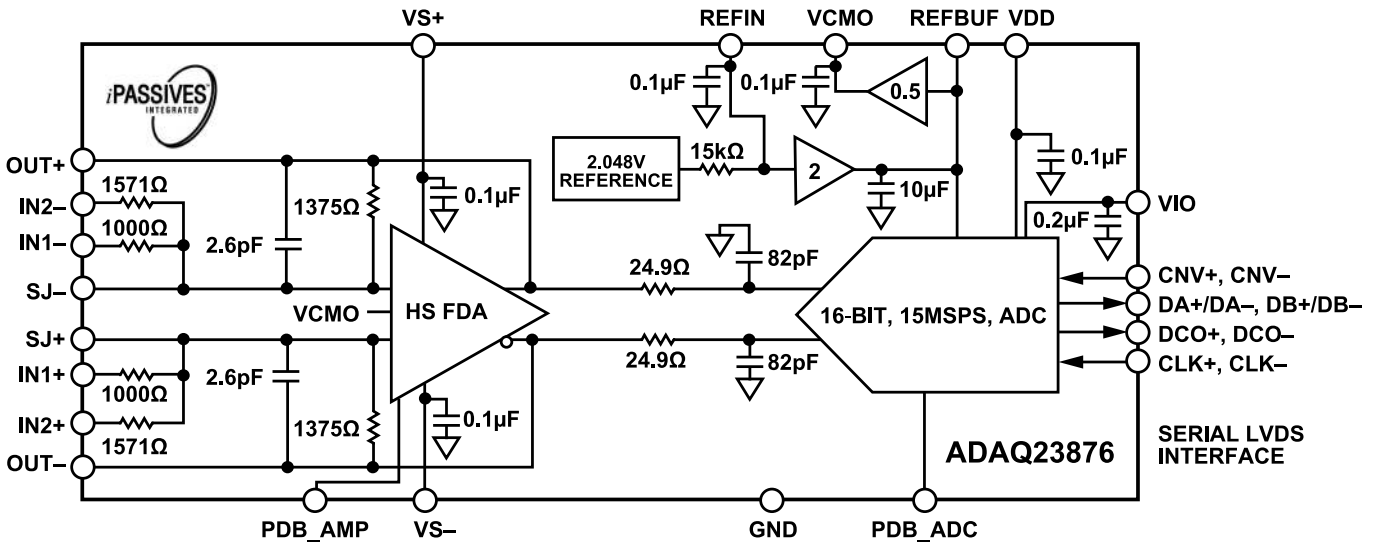 VS+
REFIN
VCMO
REFBUF
VDD
iPASSIVES™
INTEGRATED
0.1µF
0.1µF
0.5
OUT+
1571Ω
IN2–
1000Ω
IN1–
SJ–
1375Ω
2.6pF
0.1µF
2.048V
REFERENCE
15kΩ
2
10µF
0.1µF
VIO
0.2µF
VCMO
HS FDA
24.9Ω
82pF
16-BIT, 15MSPS, ADC
CNV+, CNV–
DA+/DA–, DB+/DB–
DCO+, DCO–
CLK+, CLK–
SJ+
IN1+
1000Ω
IN2+
1571Ω
OUT–
2.6pF
1375Ω
0.1µF
24.9Ω
82pF
ADAQ23876
SERIAL LVDS
INTERFACE
PDB_AMP
VS–
GND
PDB_ADC